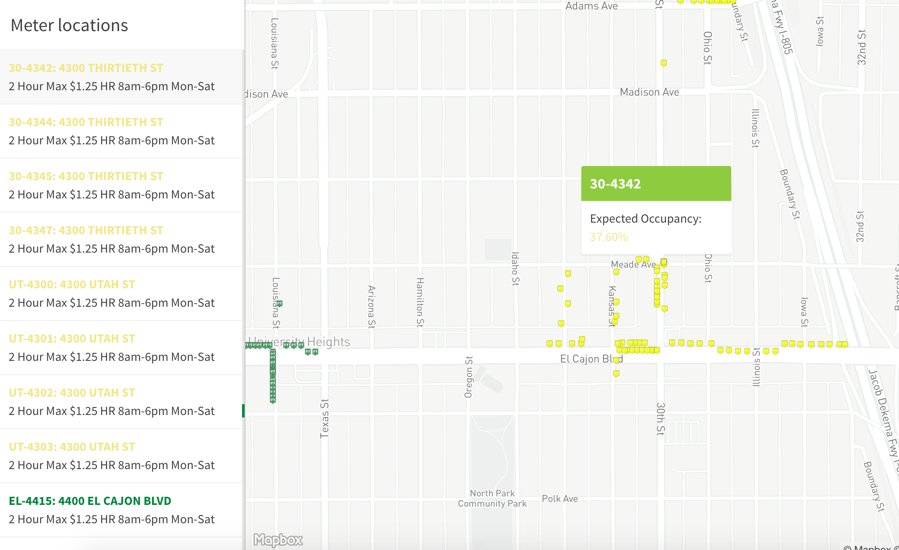 Meter locations
30-4342: 4300 THIRTIETH ST
2 Hour Max $1.25 HR 8am-6pm Mon-Sat
30-4344: 4300 THIRTIETH ST
2 Hour Max $1.25 HR 8am-6pm Mon-Sat
30-4345: 4300 THIRTIETH ST
2 Hour Max $1.25 HR 8am-6pm Mon-Sat
30-4347: 4300 THIRTIETH ST
2 Hour Max $1.25 HR 8am-6pm Mon-Sat
UT-4300: 4300 UTAH ST
2 Hour Max $1.25 HR 8am-6pm Mon-Sat
UT-4301: 4300 UTAH ST
2 Hour Max $1.25 HR 8am-6pm Mon-Sat
UT-4302: 4300 UTAH ST
2 Hour Max $1.25 HR 8am-6pm Mon-Sat
UT-4303: 4300 UTAH ST
2 Hour Max $1.25 HR 8am-6pm Mon-Sat
EL-4415: 4400 EL CAJON BLVD
2 Hour Max $1.25 HR 8am-6pm Mon-Sat
Adams Ave
St
Louisiana St
Ohio St
undary St
a Fwy I-805
Iowa St
32nd St
dison Ave
Madison Ave
Illinois St
Boundary St
32nd St
30-4342
Expected Occupancy:
37.60%
Meade Ave
Idaho St
Ohio St
Louisiana St
Arizona St
Hamilton St
Kansas St
Iowa St
University Heights
El Cajon Blvd
Oregon St
Illinois St
Texas St
30th St
Jacob Dekema Fwy I-
Boundary St
North Park
Community Park
Polk Ave
Mapbox
© Mapbox ©